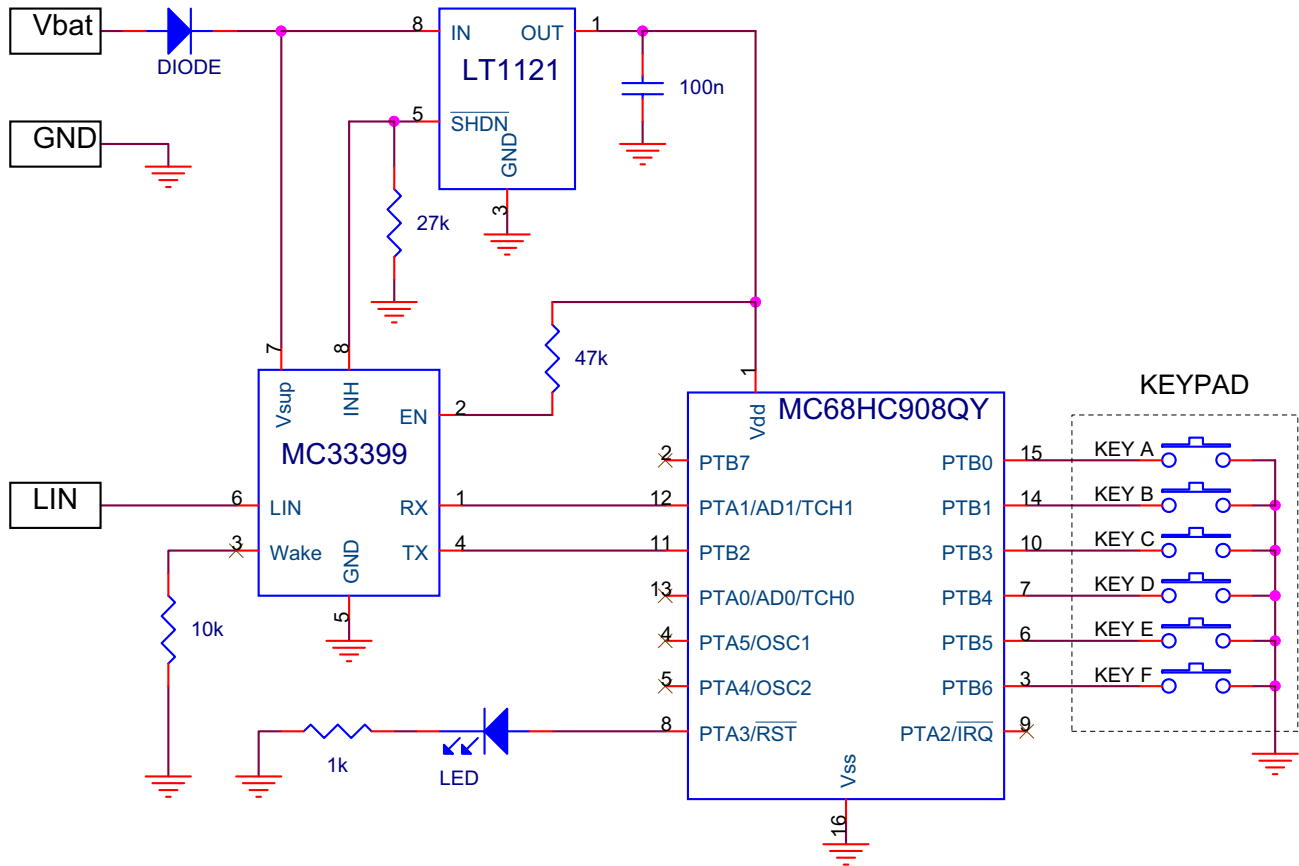 Vbat
DIODE
8
IN
OUT
1
LT1121
100n
5
SHDN
GND
3
GND
27k
47k
7
8
Vsup
INH
EN
2
MC33399
LIN
6
LIN
RX
1
3
Wake
TX
4
GND
5
10k
1k
LED
1
Vdd
MC68HC908QY
2
PTB7
12
PTA1/AD1/TCH1
11
PTB2
13
PTA0/AD0/TCH0
4
PTA5/OSC1
5
PTA4/OSC2
8
PTA3/RST
PTB0
15
PTB1
14
PTB3
10
PTB4
7
PTB5
6
PTB6
3
PTA2/IRQ
9
Vss
16
KEYPAD
KEY A
KEY B
KEY C
KEY D
KEY E
KEY F